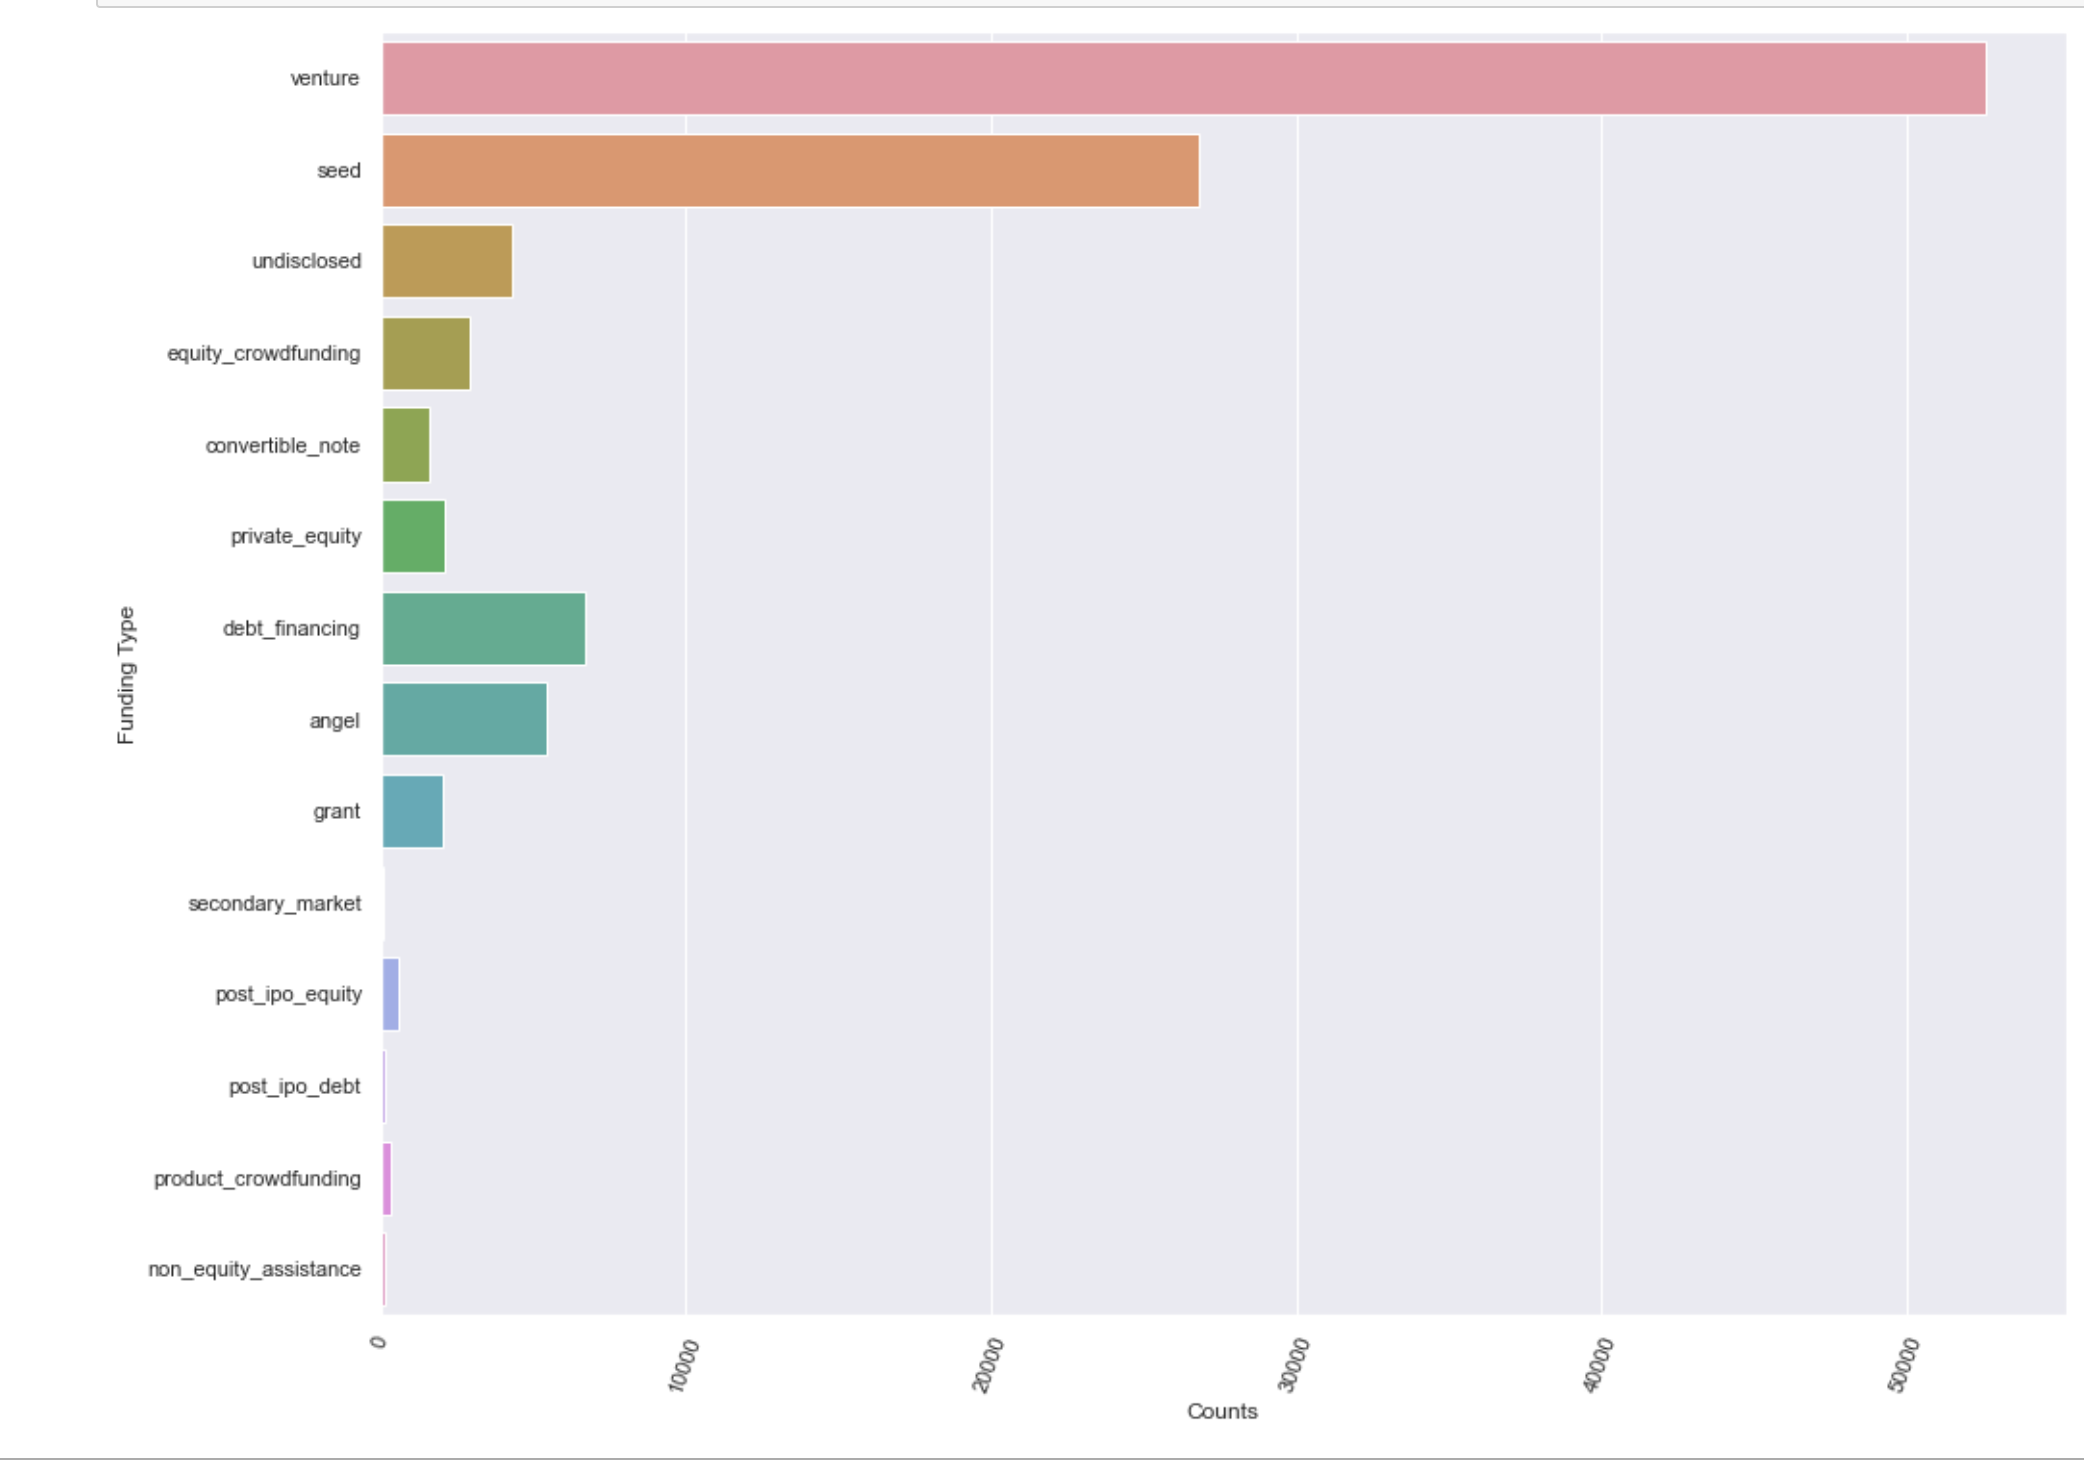 venture
seed
undisclosed
equity_crowdfunding
convertible_note
private_equity
debt_financing
angel
grant
secondary_market
post_ipo_equity
post_ipo_debt
product_crowdfunding
non_equity_assistance
Funding Type
0
10000
20000
30000
40000
50000
Counts